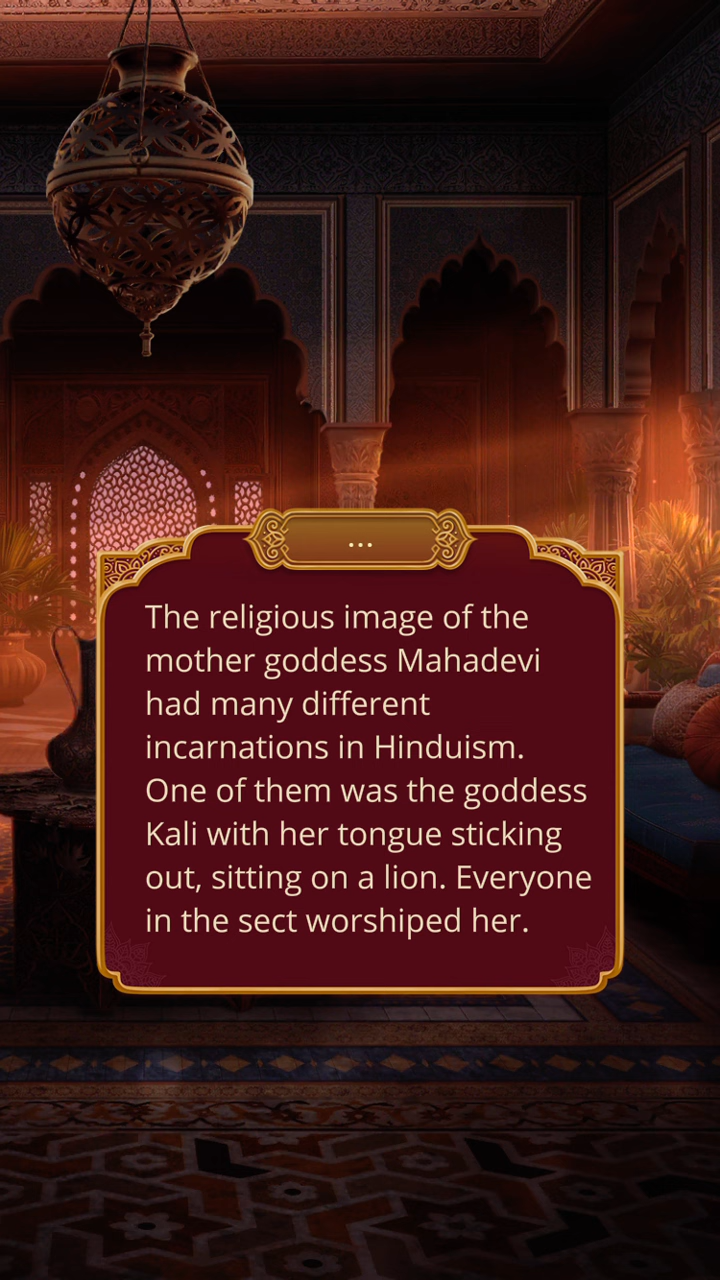 ...
The religious image of the
mother goddess Mahadevi
had many different
incarnations in Hinduism.
One of them was the goddess
Kali with her tongue sticking
out, sitting on a lion. Everyone
in the sect worshiped her.